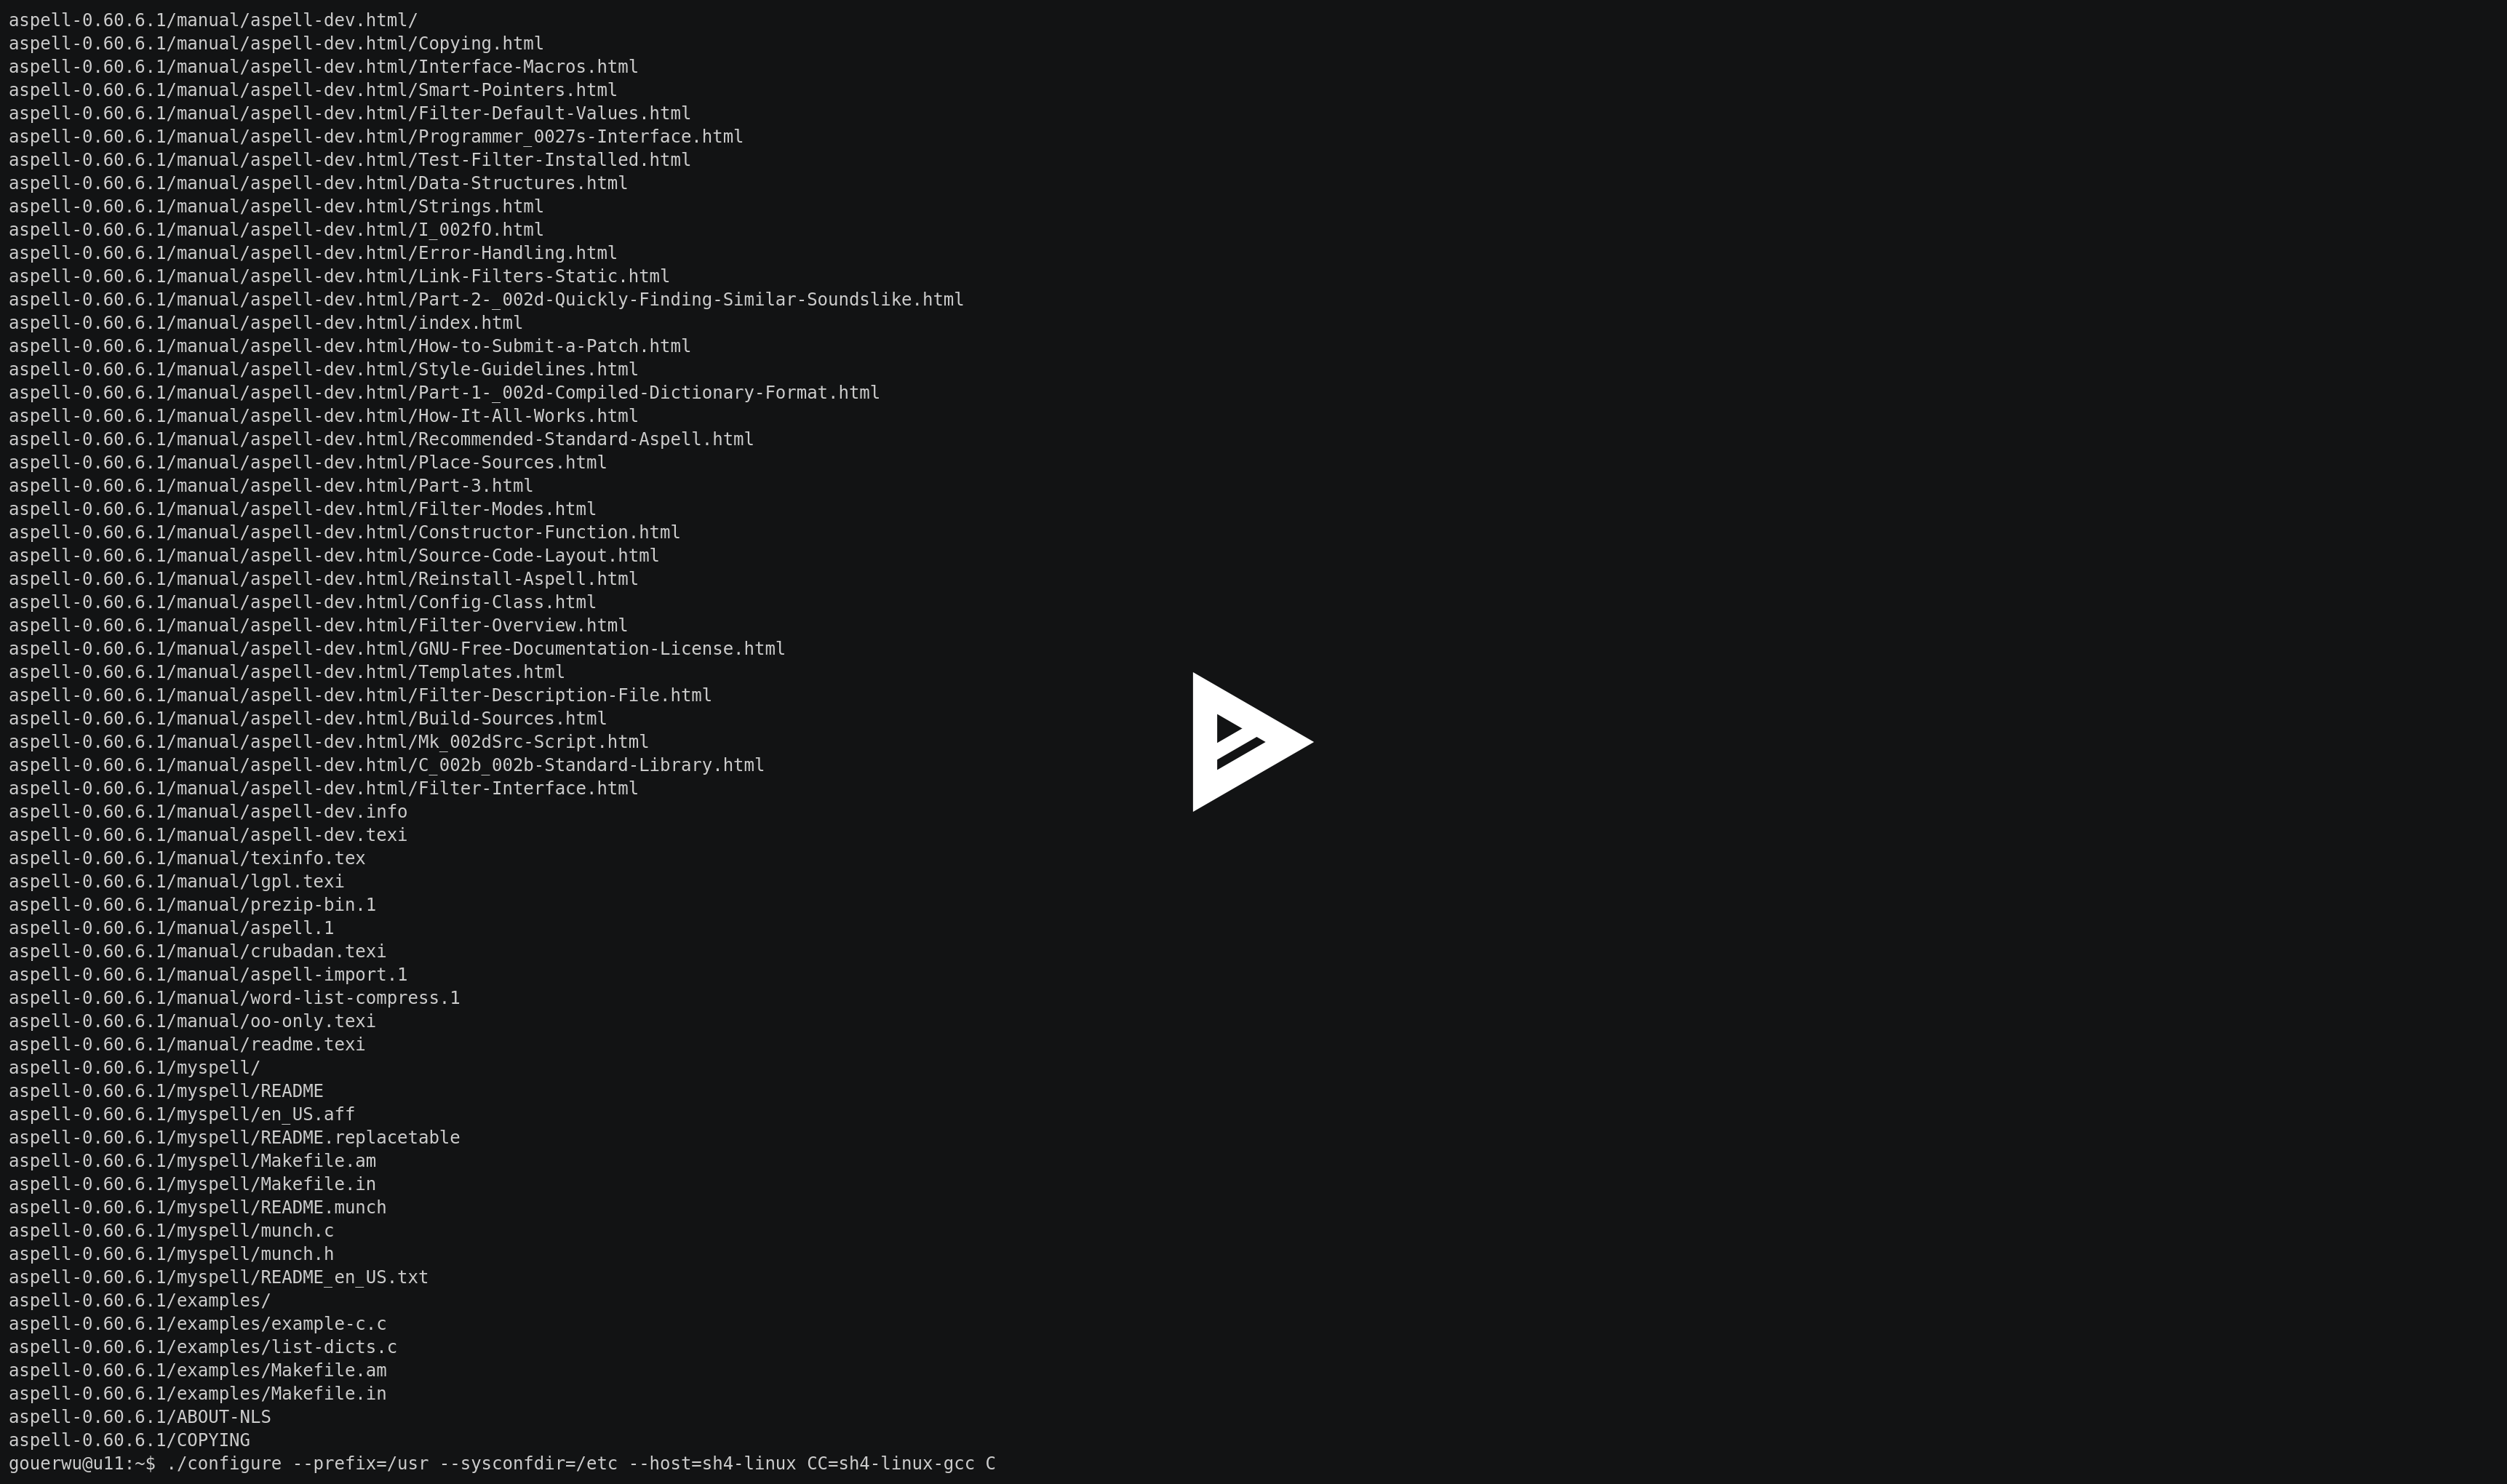 aspell-0.60.6.1/manual/aspell-dev.html/
aspell-0.60.6.1/manual/aspell-dev.html/Copying.html
aspell-0.60.6.1/manual/aspell-dev.html/Interface-Macros.html
aspell-0.60.6.1/manual/aspell-dev.html/Smart-Pointers.html
aspell-0.60.6.1/manual/aspell-dev.html/Filter-Default-Values.html
aspell-0.60.6.1/manual/aspell-dev.html/Programmer_0027s-Interface.html
aspell-0.60.6.1/manual/aspell-dev.html/Test-Filter-Installed.html
aspell-0.60.6.1/manual/aspell-dev.html/Data-Structures.html
aspell-0.60.6.1/manual/aspell-dev.html/Strings.html
aspell-0.60.6.1/manual/aspell-dev.html/I_002fO.html
aspell-0.60.6.1/manual/aspell-dev.html/Error-Handling.html
aspell-0.60.6.1/manual/aspell-dev.html/Link-Filters-Static.html
aspell-0.60.6.1/manual/aspell-dev.html/Part-2-_002d-Quickly-Finding-Similar-Soundslike.html
aspell-0.60.6.1/manual/aspell-dev.html/index.html
aspell-0.60.6.1/manual/aspell-dev.html/How-to-Submit-a-Patch.html
aspell-0.60.6.1/manual/aspell-dev.html/Style-Guidelines.html
aspell-0.60.6.1/manual/aspell-dev.html/Part-1-_002d-Compiled-Dictionary-Format.html
aspell-0.60.6.1/manual/aspell-dev.html/How-It-All-Works.html
aspell-0.60.6.1/manual/aspell-dev.html/Recommended-Standard-Aspell.html
aspell-0.60.6.1/manual/aspell-dev.html/Place-Sources.html
aspell-0.60.6.1/manual/aspell-dev.html/Part-3.html
aspell-0.60.6.1/manual/aspell-dev.html/Filter-Modes.html
aspell-0.60.6.1/manual/aspell-dev.html/Constructor-Function.html
aspell-0.60.6.1/manual/aspell-dev.html/Source-Code-Layout.html
aspell-0.60.6.1/manual/aspell-dev.html/Reinstall-Aspell.html
aspell-0.60.6.1/manual/aspell-dev.html/Config-Class.html
aspell-0.60.6.1/manual/aspell-dev.html/Filter-Overview.html
aspell-0.60.6.1/manual/aspell-dev.html/GNU-Free-Documentation-License.html
aspell-0.60.6.1/manual/aspell-dev.html/Templates.html
aspell-0.60.6.1/manual/aspell-dev.html/Filter-Description-File.html
aspell-0.60.6.1/manual/aspell-dev.html/Build-Sources.html
aspell-0.60.6.1/manual/aspell-dev.html/Mk_002dSrc-Script.html
aspell-0.60.6.1/manual/aspell-dev.html/C_002b_002b-Standard-Library.html
aspell-0.60.6.1/manual/aspell-dev.html/Filter-Interface.html
aspell-0.60.6.1/manual/aspell-dev.info
aspell-0.60.6.1/manual/aspell-dev.texi
aspell-0.60.6.1/manual/texinfo.tex
aspell-0.60.6.1/manual/lgpl.texi
aspell-0.60.6.1/manual/prezip-bin.1
aspell-0.60.6.1/manual/aspell.1
aspell-0.60.6.1/manual/crubadan.texi
aspell-0.60.6.1/manual/aspell-import.1
aspell-0.60.6.1/manual/word-list-compress.1
aspell-0.60.6.1/manual/oo-only.texi
aspell-0.60.6.1/manual/readme.texi
aspell-0.60.6.1/myspell/
aspell-0.60.6.1/myspell/README
aspell-0.60.6.1/myspell/en_US.aff
aspell-0.60.6.1/myspell/README.replacetable
aspell-0.60.6.1/myspell/Makefile.am
aspell-0.60.6.1/myspell/Makefile.in
aspell-0.60.6.1/myspell/README.munch
aspell-0.60.6.1/myspell/munch.c
aspell-0.60.6.1/myspell/munch.h
aspell-0.60.6.1/myspell/README_en_US.txt
aspell-0.60.6.1/examples/
aspell-0.60.6.1/examples/example-c.c
aspell-0.60.6.1/examples/list-dicts.c
aspell-0.60.6.1/examples/Makefile.am
aspell-0.60.6.1/examples/Makefile.in
aspell-0.60.6.1/ABOUT-NLS
aspell-0.60.6.1/COPYING
gouerwu@u11:~$ ./configure --prefix=/usr --sysconfdir=/etc --host=sh4-linux CC=sh4-linux-gcc C